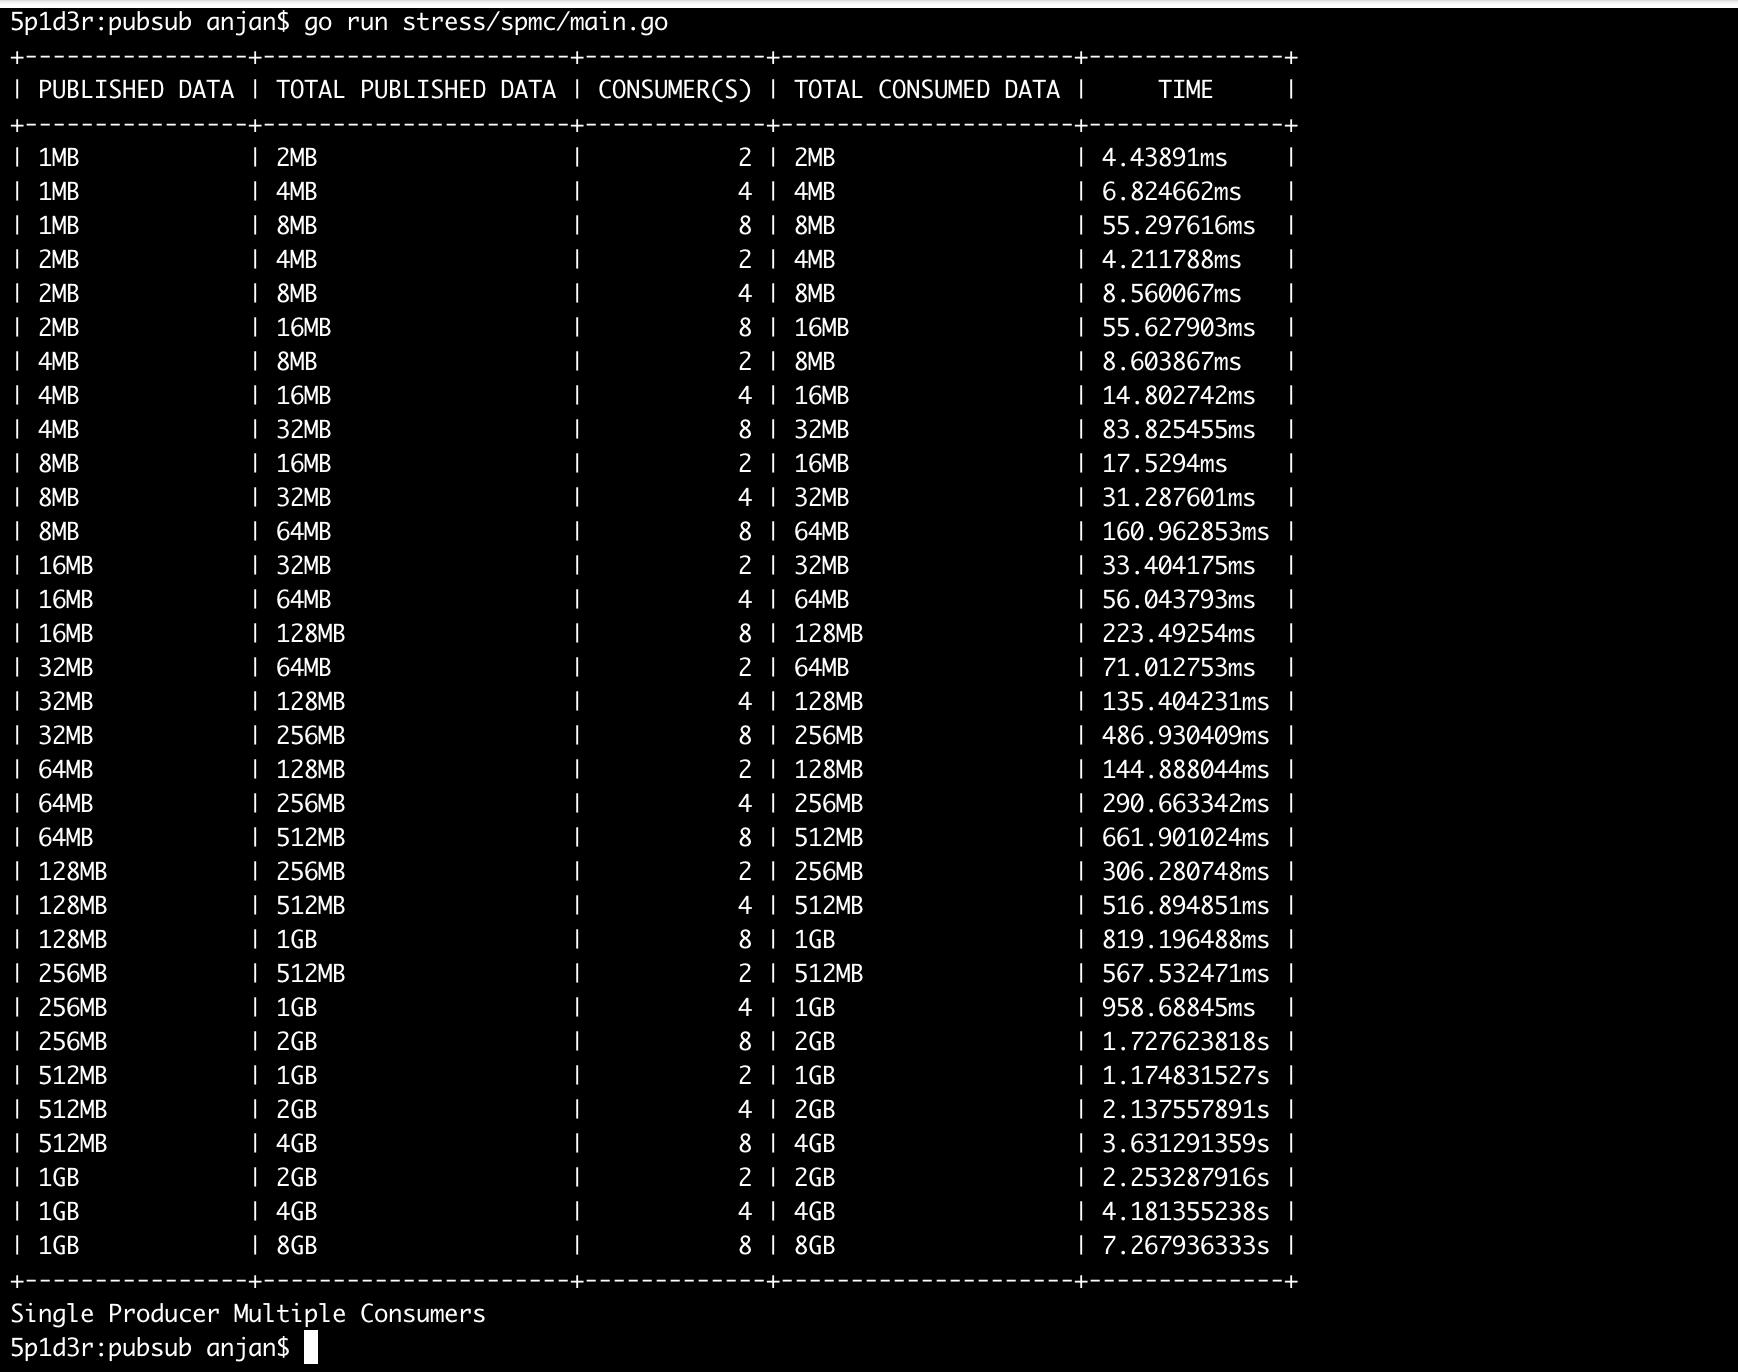 5p1d3r:pubsub anjan$ go run stress/spmc/main.go
+----------------+----------------------+-------------+---------------------+--------------+
| PUBLISHED DATA | TOTAL PUBLISHED DATA | CONSUMER(S) | TOTAL CONSUMED DATA |     TIME     |
+----------------+----------------------+-------------+---------------------+--------------+
| 1MB            | 2MB                  |           2 | 2MB                 | 4.43891ms    |
| 1MB            | 4MB                  |           4 | 4MB                 | 6.824662ms   |
| 1MB            | 8MB                  |           8 | 8MB                 | 55.297616ms  |
| 2MB            | 4MB                  |           2 | 4MB                 | 4.211788ms   |
| 2MB            | 8MB                  |           4 | 8MB                 | 8.560067ms   |
| 2MB            | 16MB                 |           8 | 16MB                | 55.627903ms  |
| 4MB            | 8MB                  |           2 | 8MB                 | 8.603867ms   |
| 4MB            | 16MB                 |           4 | 16MB                | 14.802742ms  |
| 4MB            | 32MB                 |           8 | 32MB                | 83.825455ms  |
| 8MB            | 16MB                 |           2 | 16MB                | 17.5294ms    |
| 8MB            | 32MB                 |           4 | 32MB                | 31.287601ms  |
| 8MB            | 64MB                 |           8 | 64MB                | 160.962853ms |
| 16MB           | 32MB                 |           2 | 32MB                | 33.404175ms  |
| 16MB           | 64MB                 |           4 | 64MB                | 56.043793ms  |
| 16MB           | 128MB                |           8 | 128MB               | 223.49254ms  |
| 32MB           | 64MB                 |           2 | 64MB                | 71.012753ms  |
| 32MB           | 128MB                |           4 | 128MB               | 135.404231ms |
| 32MB           | 256MB                |           8 | 256MB               | 486.930409ms |
| 64MB           | 128MB                |           2 | 128MB               | 144.888044ms |
| 64MB           | 256MB                |           4 | 256MB               | 290.663342ms |
| 64MB           | 512MB                |           8 | 512MB               | 661.901024ms |
| 128MB          | 256MB                |           2 | 256MB               | 306.280748ms |
| 128MB          | 512MB                |           4 | 512MB               | 516.894851ms |
| 128MB          | 1GB                  |           8 | 1GB                 | 819.196488ms |
| 256MB          | 512MB                |           2 | 512MB               | 567.532471ms |
| 256MB          | 1GB                  |           4 | 1GB                 | 958.68845ms  |
| 256MB          | 2GB                  |           8 | 2GB                 | 1.727623818s |
| 512MB          | 1GB                  |           2 | 1GB                 | 1.174831527s |
| 512MB          | 2GB                  |           4 | 2GB                 | 2.137557891s |
| 512MB          | 4GB                  |           8 | 4GB                 | 3.631291359s |
| 1GB            | 2GB                  |           2 | 2GB                 | 2.253287916s |
| 1GB            | 4GB                  |           4 | 4GB                 | 4.181355238s |
| 1GB            | 8GB                  |           8 | 8GB                 | 7.267936333s |
+----------------+----------------------+-------------+---------------------+--------------+
Single Producer Multiple Consumers
5p1d3r:pubsub anjan$